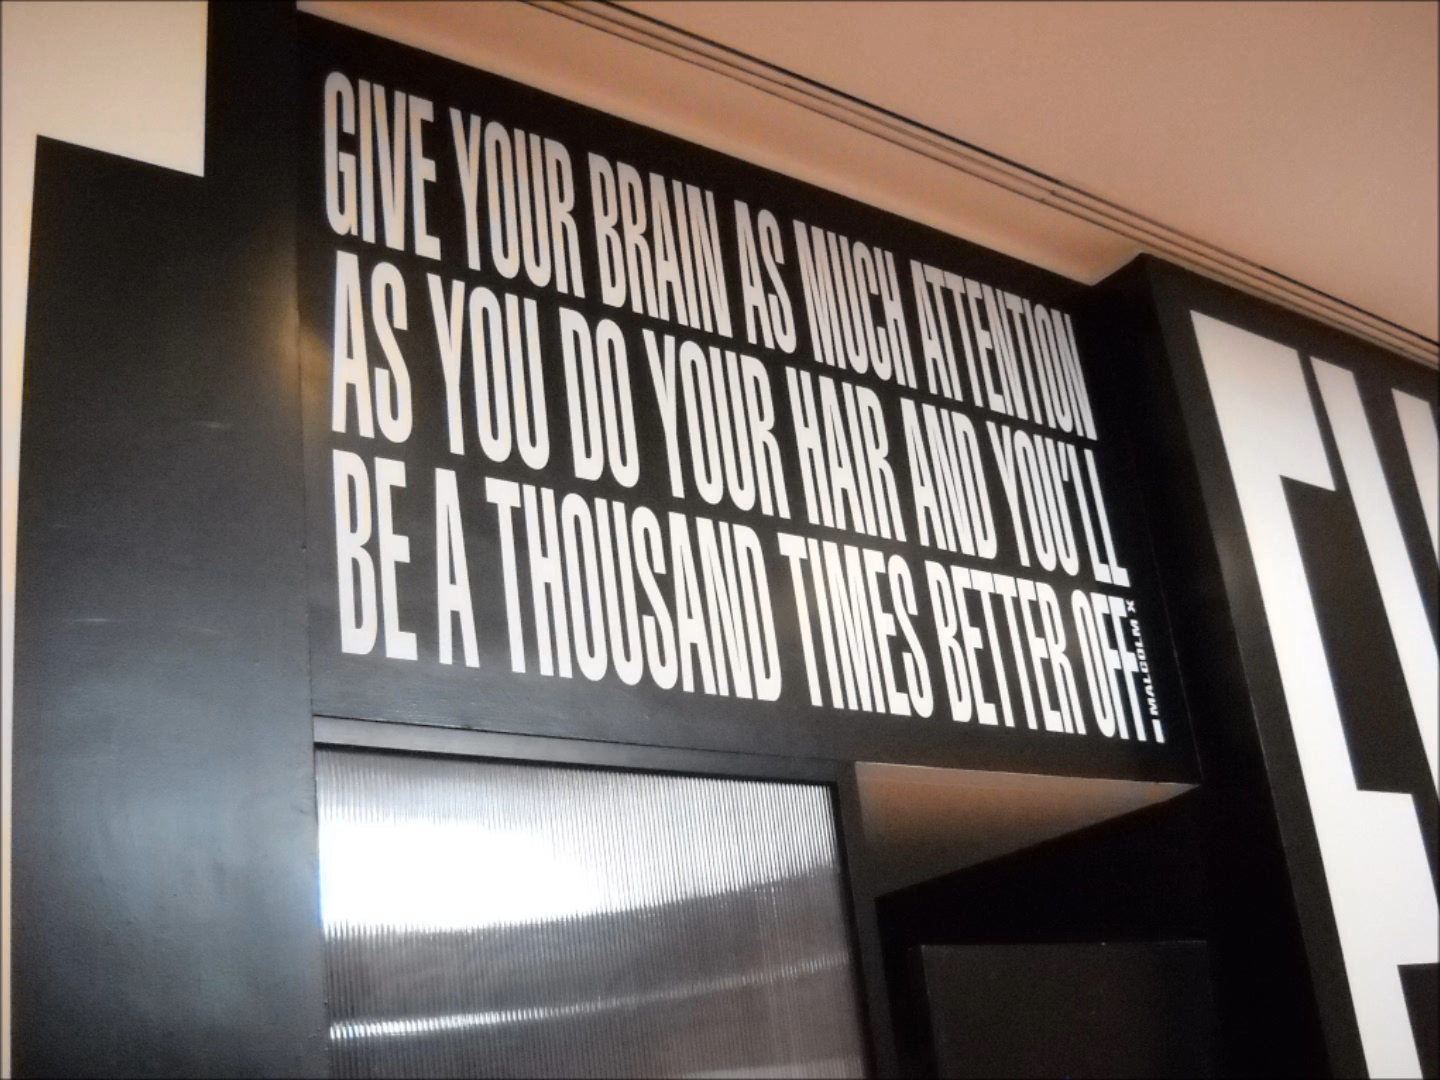 GIVE YOUR BRAIN AS MUCH ATTENTION
AS YOU DO YOUR HAIR AND YOU'LL
BE A THOUSAND TIMES BETTER OFF!
MALCOLM X